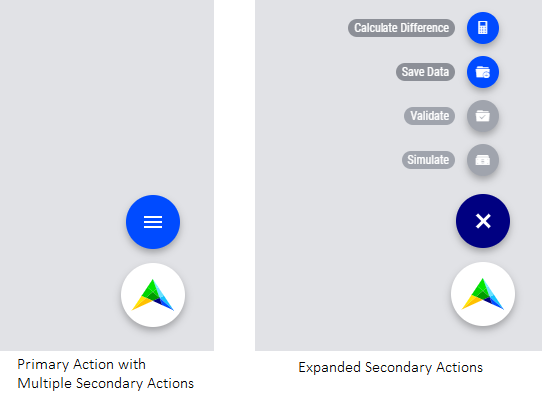 Calculate Difference
Save Data
Validate
Simulate
Primary Action with
Multiple Secondary Actions
Expanded Secondary Actions